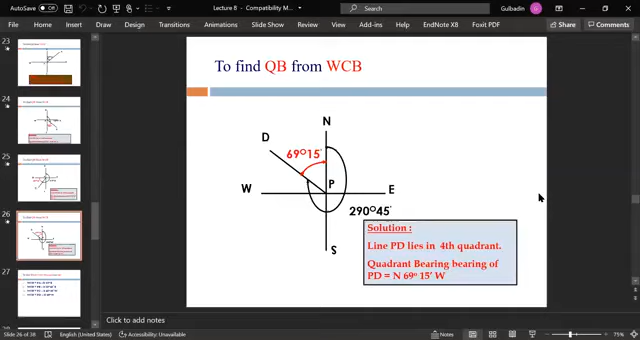 AutoSave Off
Lecture 8 - Compatibility M...
Search
Gulbadin
G
File Home Insert Draw Design Transitions Animations Slide Show Review View Add-ins Help EndNote X8 Foxit PDF
Share Comments
23
24
25
26
27
To find QB from WCB
N
D
69°15'
P
W
E
290°45'
S
Solution :
Line PD lies in 4th quadrant.
Quadrant Bearing bearing of
PD = N 69° 15' W
Click to add notes
Slide 26 of 38 English (United States) Accessibility: Unavailable Notes 75%